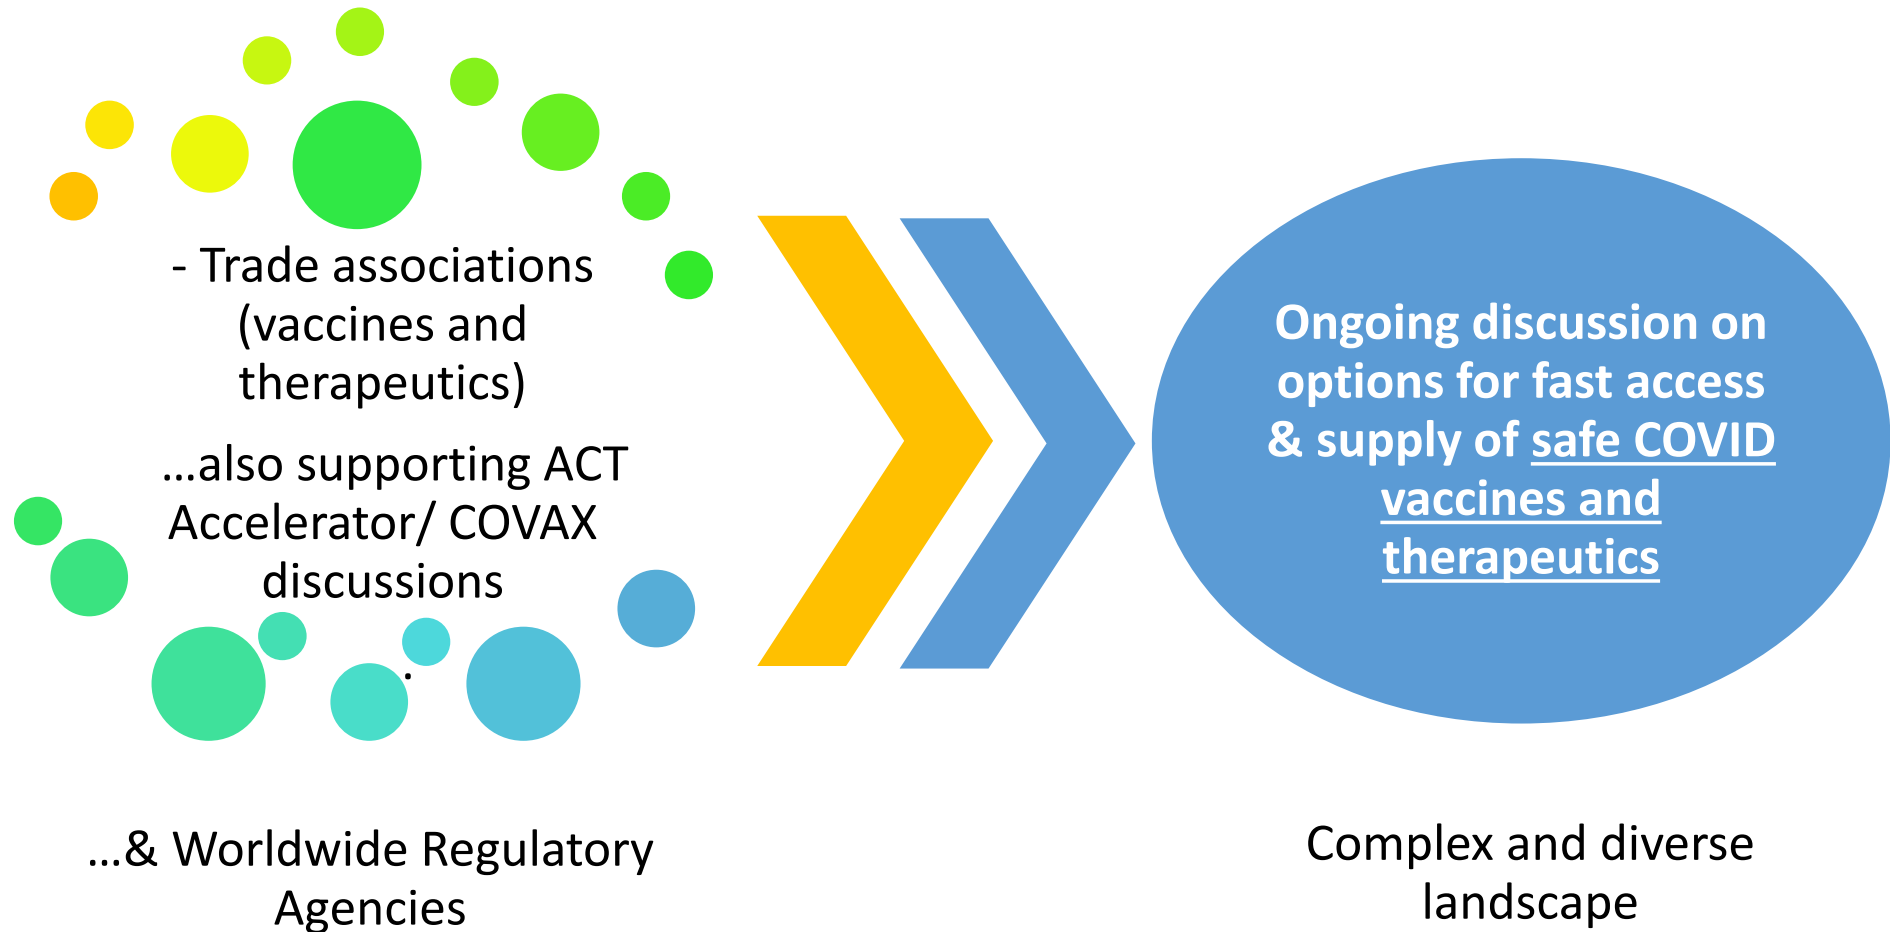 - Trade associations
(vaccines and
therapeutics)
...also supporting ACT
Accelerator/ COVAX
discussions
.
...& Worldwide Regulatory
Agencies
Ongoing discussion on
options for fast access
& supply of safe COVID
vaccines and
therapeutics
Complex and diverse
landscape